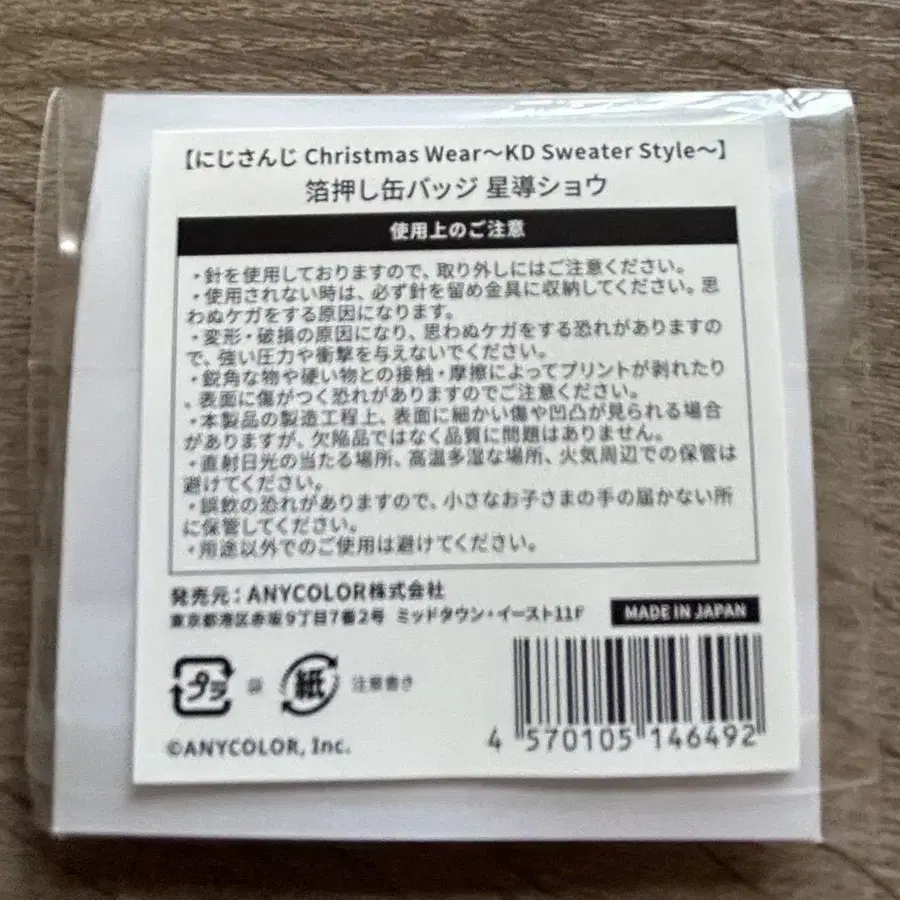 【にじさんじ Christmas Wear～KD Sweater Style～】
箔押し缶バッジ 星導ショウ
使用上のご注意
・針を使用しておりますので、取り外しにはご注意ください。
・使用されない時は、必ず針を留め金具に収納してください。思
わぬケガをする原因になります。
・変形・破損の原因になり、思わぬケガをする恐れがありますの
で、強い圧力や衝撃を与えないでください。
・鋭角な物や硬い物との接触・摩擦によってプリントが剥れたり
、表面に傷がつく恐れがありますのでご注意ください。
・本製品の製造工程上、表面に細かい傷や凹凸が見られる場合
がありますが、欠陥品ではなく品質に問題はありません。
・直射日光の当たる場所、高温多湿な場所、火気周辺での保管は
避けてください。
・誤飲の恐れがありますので、小さなお子さまの手の届かない所
に保管してください。
・用途以外でのご使用は避けてください。
発売元：ANYCOLOR株式会社
東京都港区赤坂9丁目7番2号 ミッドタウン・イースト11F
MADE IN JAPAN
プラ 袋 紙 注意書き
©ANYCOLOR, Inc.
4 570105 146492